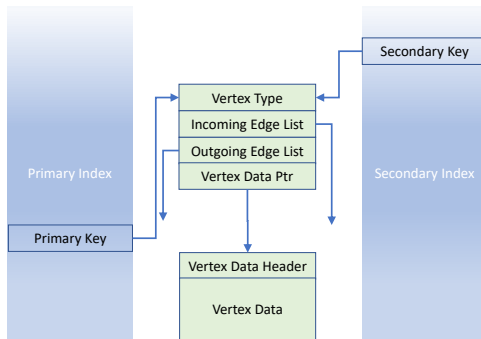 Secondary Key
Vertex Type
Incoming Edge List
Outgoing Edge List
Primary Index
Vertex Data Ptr
Secondary Index
Primary Key
Vertex Data Header
Vertex Data